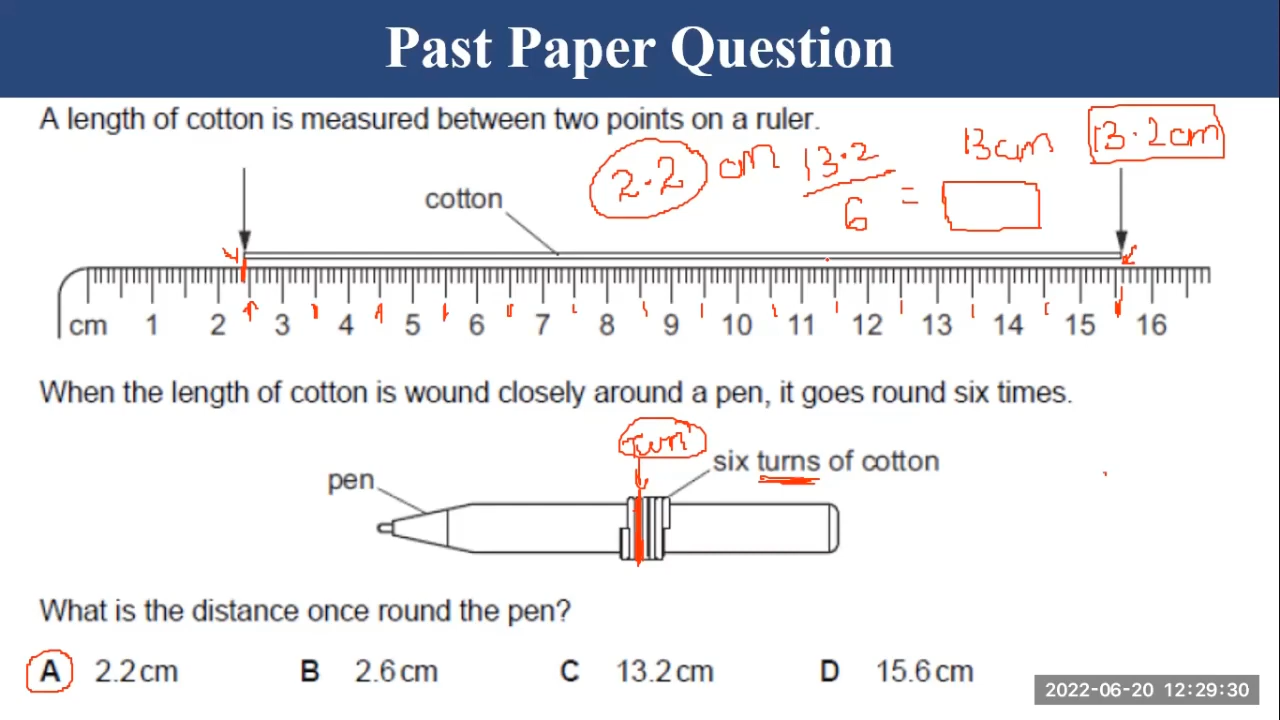 Past Paper Question
A length of cotton is measured between two points on a ruler.
2.2 cm
13.2
6
=
13cm
13.2cm
cotton
cm 1 2 3 4 5 6 7 8 9 10 11 12 13 14 15 16
When the length of cotton is wound closely around a pen, it goes round six times.
turn
six turns of cotton
pen
What is the distance once round the pen?
A 2.2 cm B 2.6 cm C 13.2 cm D 15.6 cm
2022-06-20 12:29:30